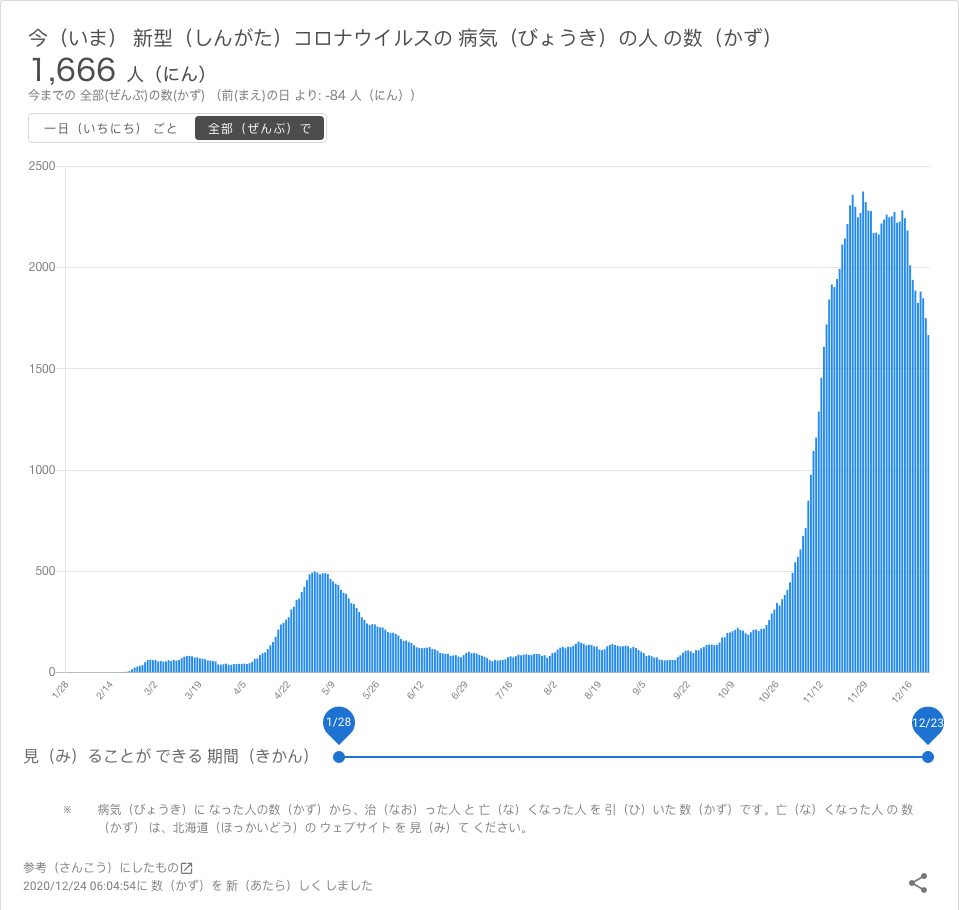 今（いま） 新型（しんがた）コロナウイルスの 病気（びょうき）の人 の数（かず）
1,666 人（にん）
今までの 全部(ぜんぶ)の数(かず) （前(まえ)の日 より: -84 人（にん））
一日（いちにち） ごと 全部（ぜんぶ）で
2500
2000
1500
1000
500
0
1/28 2/14 3/2 3/19 4/5 4/22 5/9 5/26 6/12 6/29 7/16 8/2 8/19 9/5 9/22 10/9 10/26 11/12 11/29 12/16
1/28 12/23
見（み）ることが できる 期間（きかん）
※ 病気（びょうき）に なった人の数（かず）から、治（なお）った人 と 亡（な）くなった人 を 引（ひ）いた 数（かず）です。亡（な）くなった人 の 数
（かず） は、北海道（ほっかいどう）の ウェブサイト を 見（み）て ください。
参考（さんこう）にしたもの
2020/12/24 06:04:54に 数（かず）を 新（あたら）しく しました